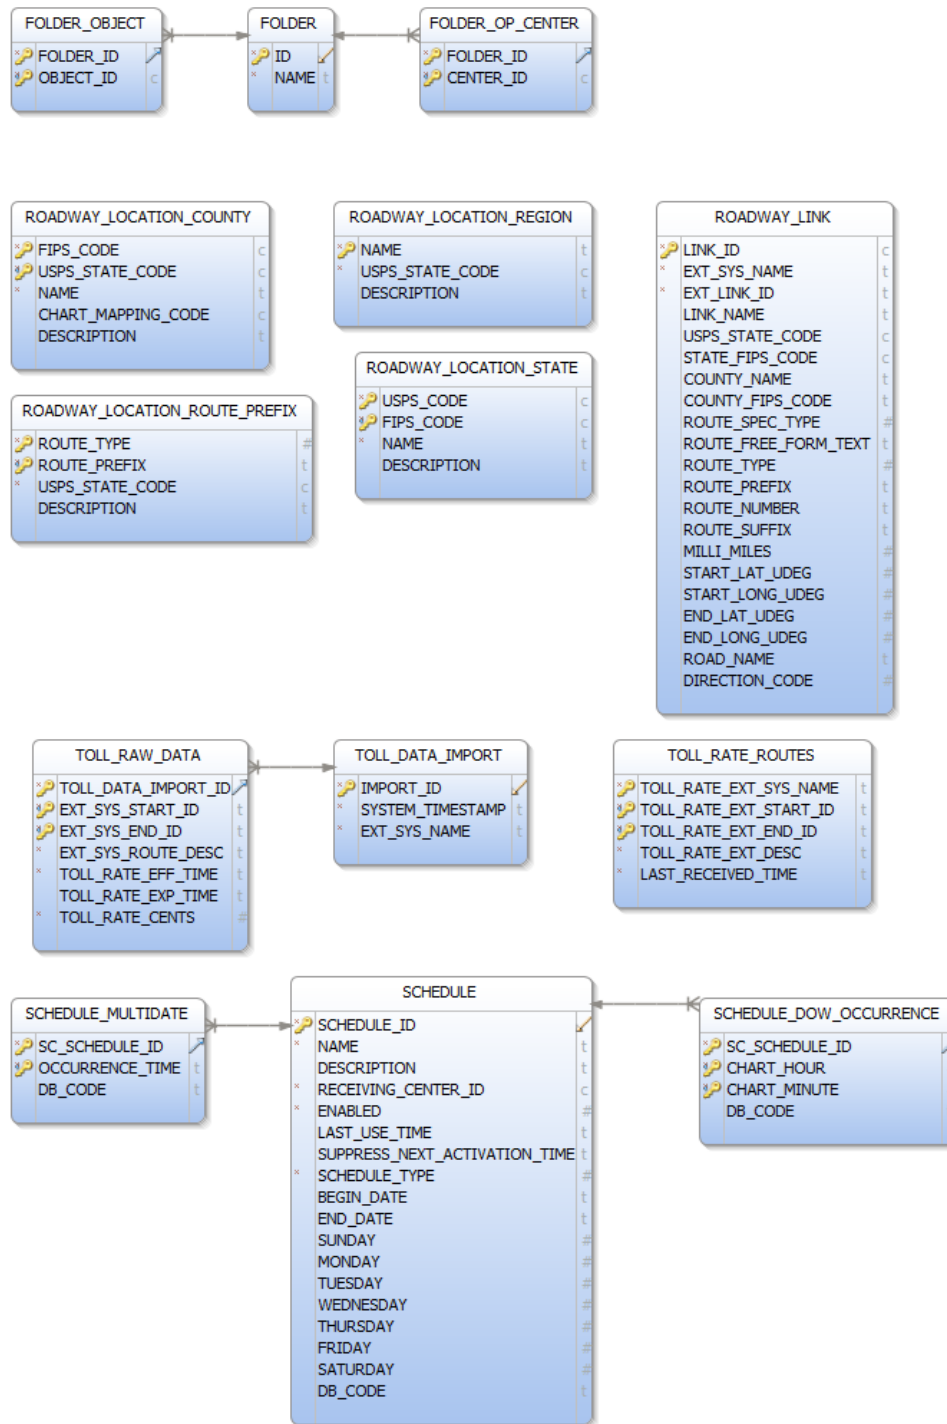 FOLDER_OBJECT
FOLDER_ID
OBJECT_ID c
FOLDER
ID
NAME t
FOLDER_OP_CENTER
FOLDER_ID
CENTER_ID c
ROADWAY_LOCATION_COUNTY
FIPS_CODE c
USPS_STATE_CODE c
NAME t
CHART_MAPPING_CODE c
DESCRIPTION t
ROADWAY_LOCATION_REGION
NAME t
USPS_STATE_CODE c
DESCRIPTION t
ROADWAY_LINK
LINK_ID c
EXT_SYS_NAME t
EXT_LINK_ID t
LINK_NAME t
USPS_STATE_CODE c
STATE_FIPS_CODE c
COUNTY_NAME t
COUNTY_FIPS_CODE c
ROUTE_SPEC_TYPE #
ROUTE_FREE_FORM_TEXT t
ROUTE_TYPE #
ROUTE_PREFIX t
ROUTE_NUMBER t
ROUTE_SUFFIX t
MILLI_MILES #
START_LAT_UDEG #
START_LONG_UDEG #
END_LAT_UDEG #
END_LONG_UDEG #
ROAD_NAME t
DIRECTION_CODE #
ROADWAY_LOCATION_STATE
USPS_CODE c
FIPS_CODE c
NAME t
DESCRIPTION t
ROADWAY_LOCATION_ROUTE_PREFIX
ROUTE_TYPE #
ROUTE_PREFIX t
USPS_STATE_CODE c
DESCRIPTION t
TOLL_RAW_DATA
TOLL_DATA_IMPORT_ID
EXT_SYS_START_ID t
EXT_SYS_END_ID t
EXT_SYS_ROUTE_DESC t
TOLL_RATE_EFF_TIME t
TOLL_RATE_EXP_TIME t
TOLL_RATE_CENTS #
TOLL_DATA_IMPORT
IMPORT_ID
SYSTEM_TIMESTAMP t
EXT_SYS_NAME t
TOLL_RATE_ROUTES
TOLL_RATE_EXT_SYS_NAME t
TOLL_RATE_EXT_START_ID t
TOLL_RATE_EXT_END_ID t
TOLL_RATE_EXT_DESC t
LAST_RECEIVED_TIME t
SCHEDULE_MULTIDATE
SC_SCHEDULE_ID
OCCURRENCE_TIME t
DB_CODE t
SCHEDULE
SCHEDULE_ID
NAME t
DESCRIPTION t
RECEIVING_CENTER_ID c
ENABLED #
LAST_USE_TIME t
SUPPRESS_NEXT_ACTIVATION_TIME t
SCHEDULE_TYPE #
BEGIN_DATE t
END_DATE t
SUNDAY #
MONDAY #
TUESDAY #
WEDNESDAY #
THURSDAY #
FRIDAY #
SATURDAY #
DB_CODE t
SCHEDULE_DOW_OCCURRENCE
SC_SCHEDULE_ID
CHART_HOUR
CHART_MINUTE
DB_CODE